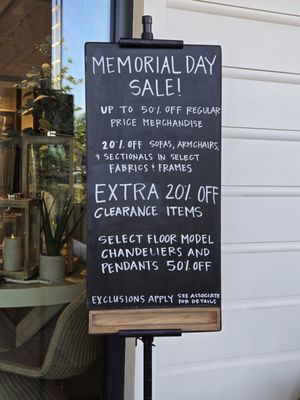 MEMORIAL DAY
SALE!
UP TO 50% OFF REGULAR
PRICE MERCHANDISE
20% OFF SOFAS, ARMCHAIRS,
+ SECTIONALS IN SELECT
FABRICS + FRAMES
EXTRA 20% OFF
CLEARANCE ITEMS
SELECT FLOOR MODEL
CHANDELIERS AND
PENDANTS 50% OFF
EXCLUSIONS APPLY SEE ASSOCIATE
FOR DETAILS